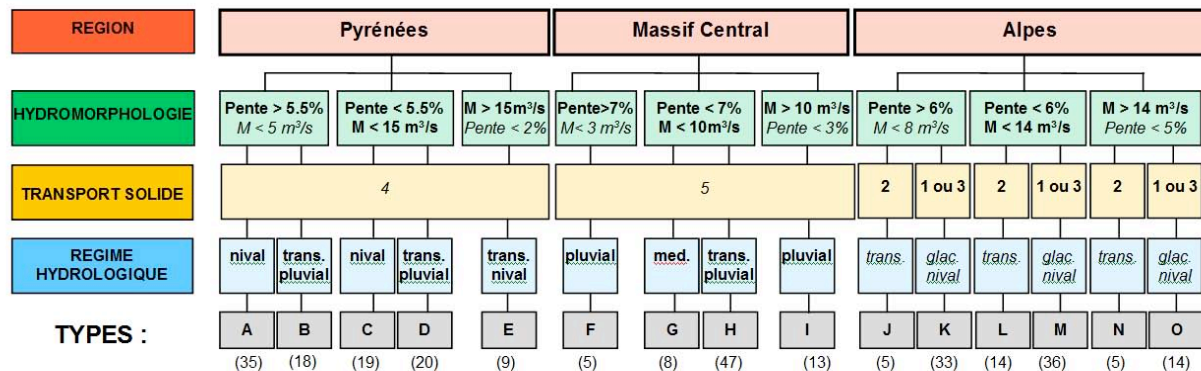 REGION
Pyrénées
Massif Central
Alpes
HYDROMORPHOLOGIE
Pente > 5.5%
M < 5 m³/s
Pente < 5.5%
M < 15 m³/s
M > 15m³/s
Pente < 2%
Pente>7%
M< 3 m³/s
Pente < 7%
M < 10m³/s
M > 10 m³/s
Pente < 3%
Pente > 6%
M < 8 m³/s
Pente < 6%
M < 14 m³/s
M > 14 m³/s
Pente < 5%
TRANSPORT SOLIDE
4
5
2
1 ou 3
2
1 ou 3
2
1 ou 3
REGIME
HYDROLOGIQUE
nival
trans.
pluvial
nival
trans.
pluvial
trans.
nival
pluvial
med.
trans.
pluvial
pluvial
trans.
glac.
nival
trans.
glac.
nival
trans.
glac.
nival
TYPES :
A
B
C
D
E
F
G
H
I
J
K
L
M
N
O
(35)
(18)
(19)
(20)
(9)
(5)
(8)
(47)
(13)
(5)
(33)
(14)
(36)
(5)
(14)